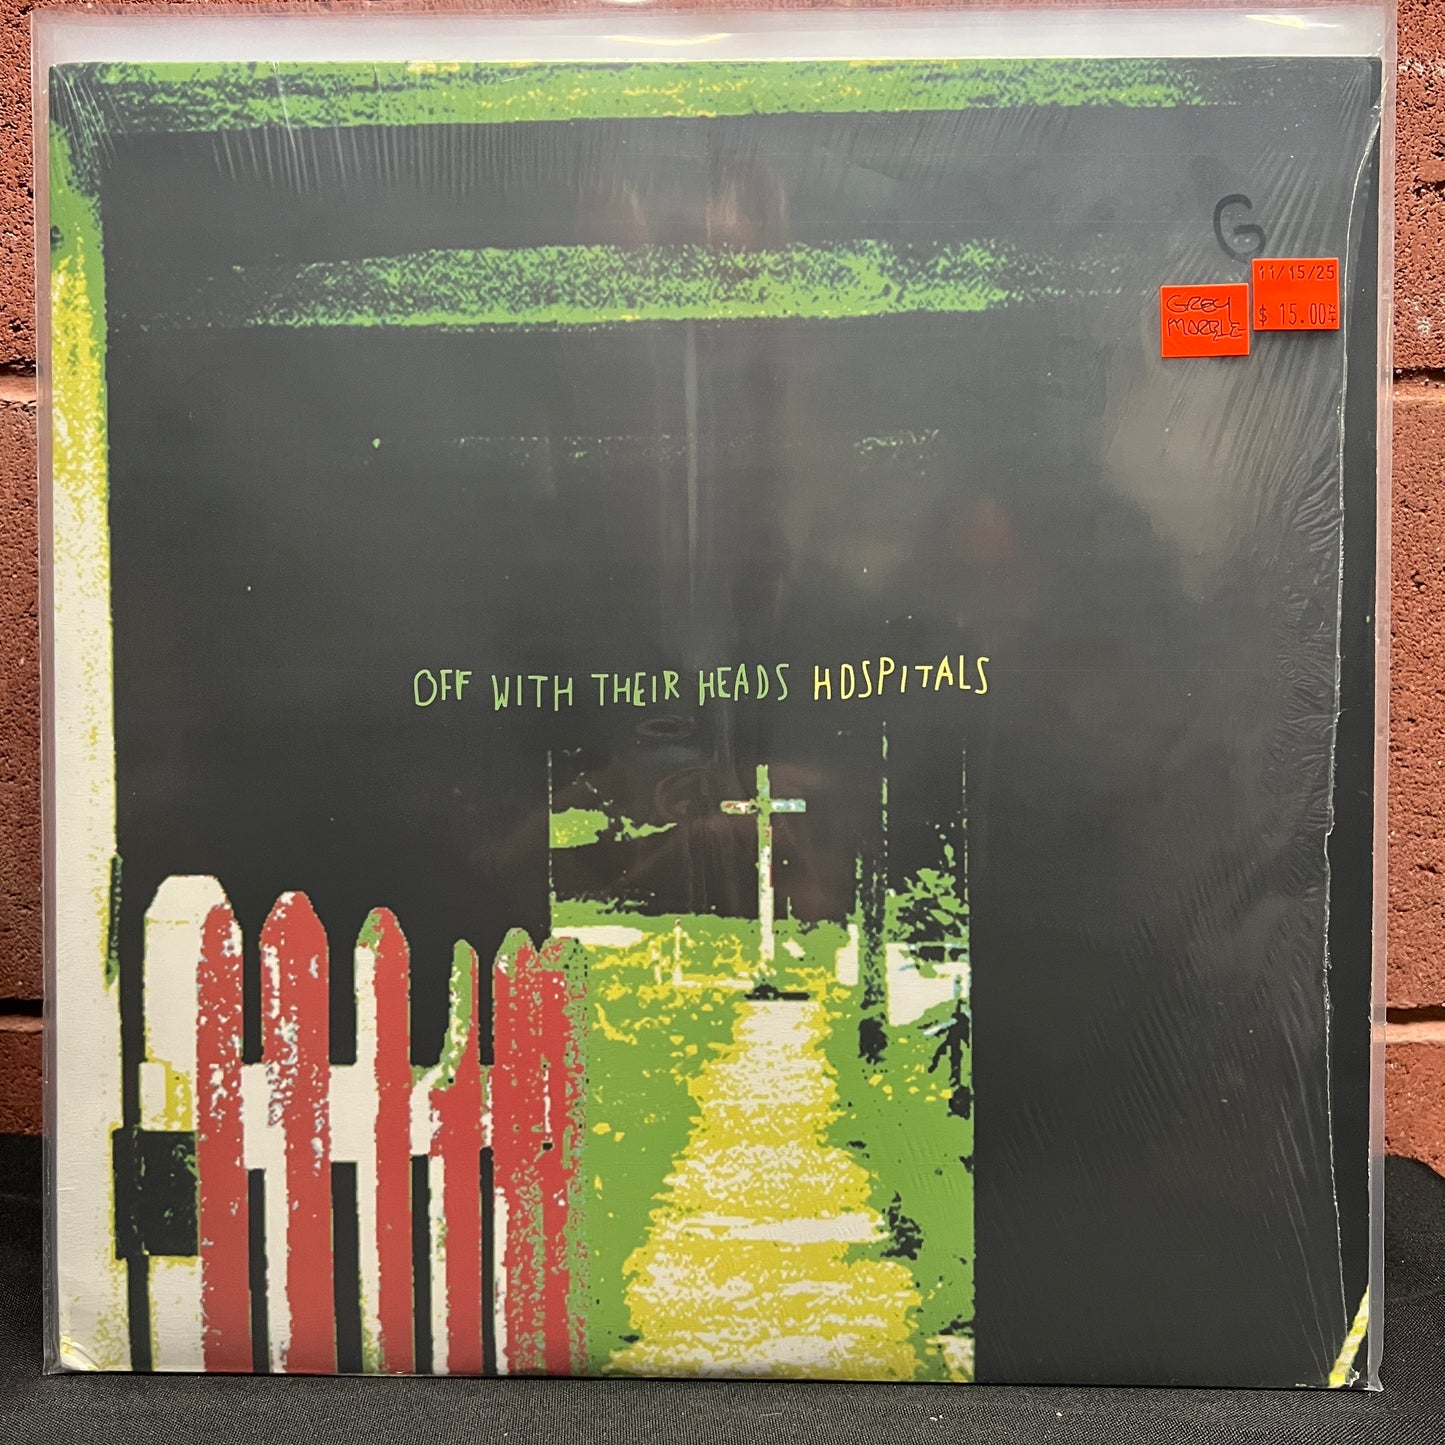 G
11/15/25
$ 15.00
GREY
MARBLE
OFF WITH THEIR HEADS HOSPITALS